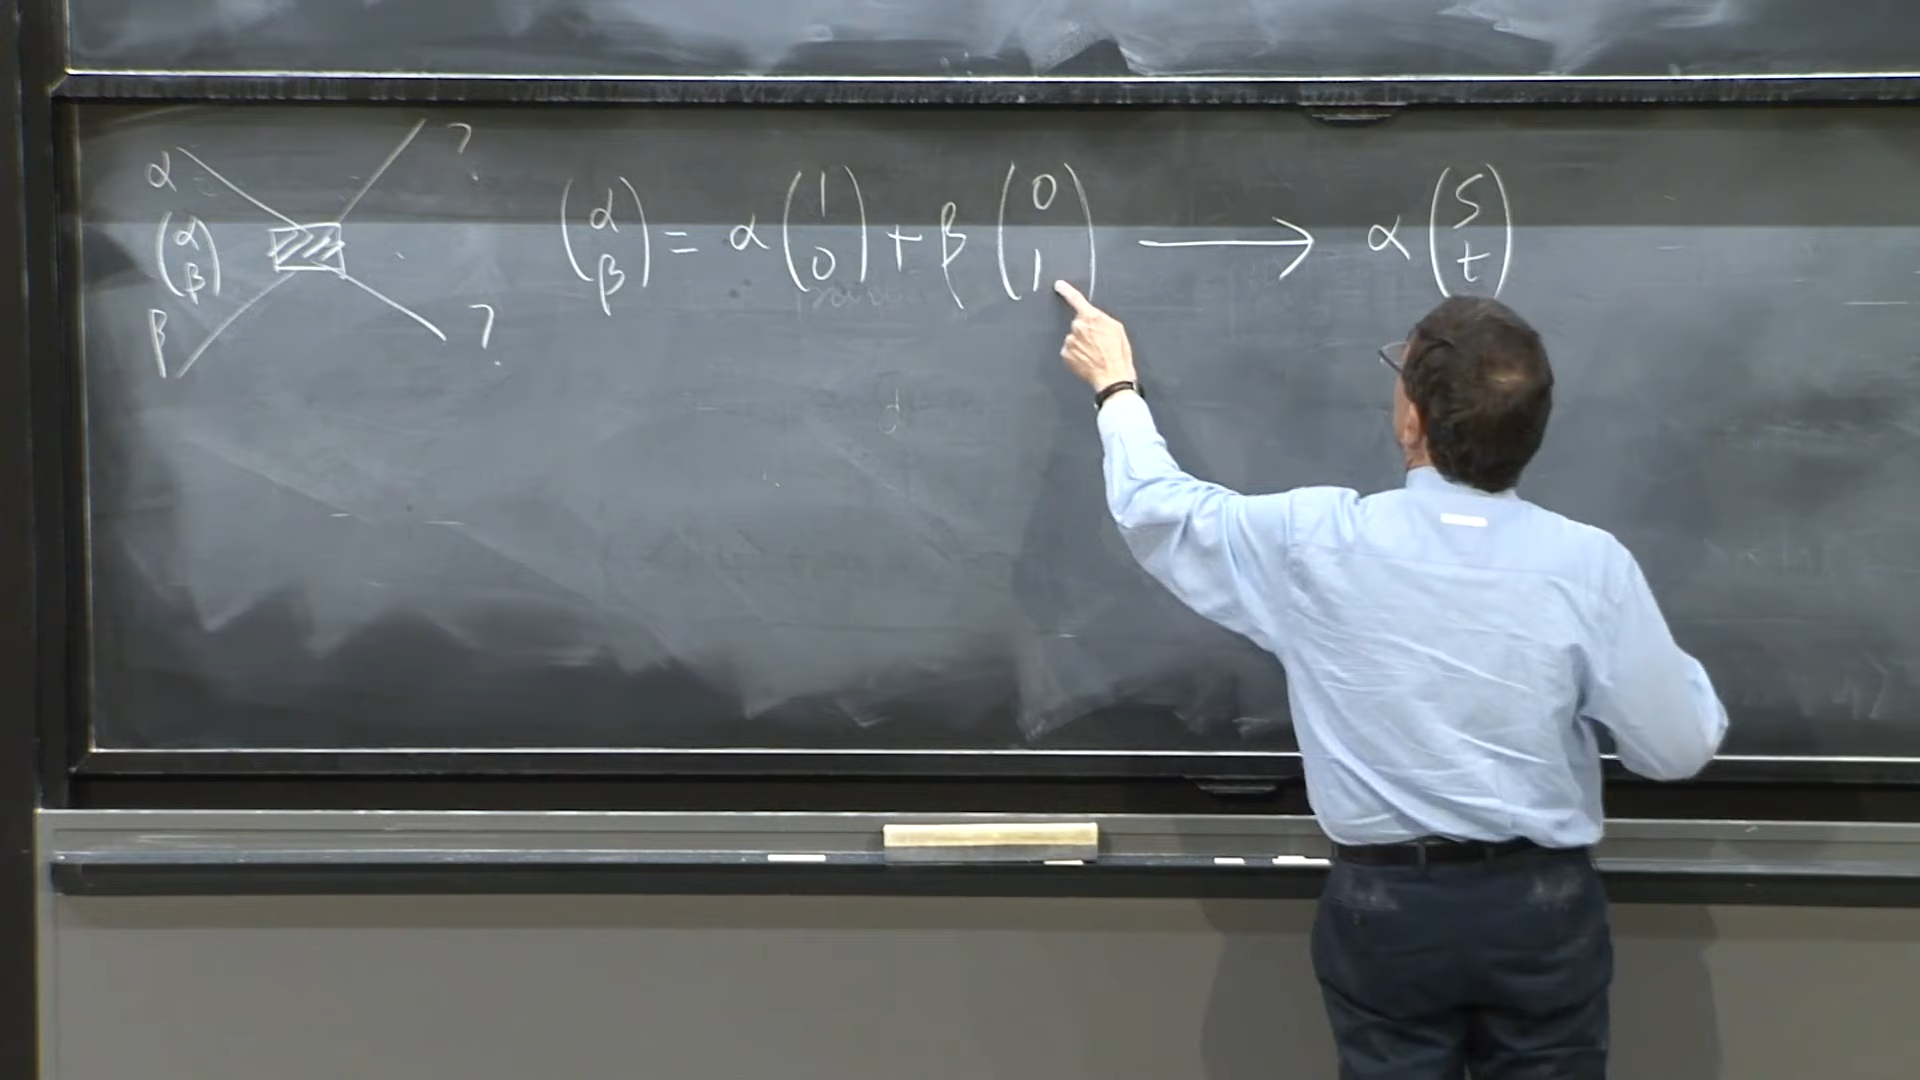 α ?
(α β)
β ?
(α β) = α (1 0) + β (0 1) ⟶ α (s t)